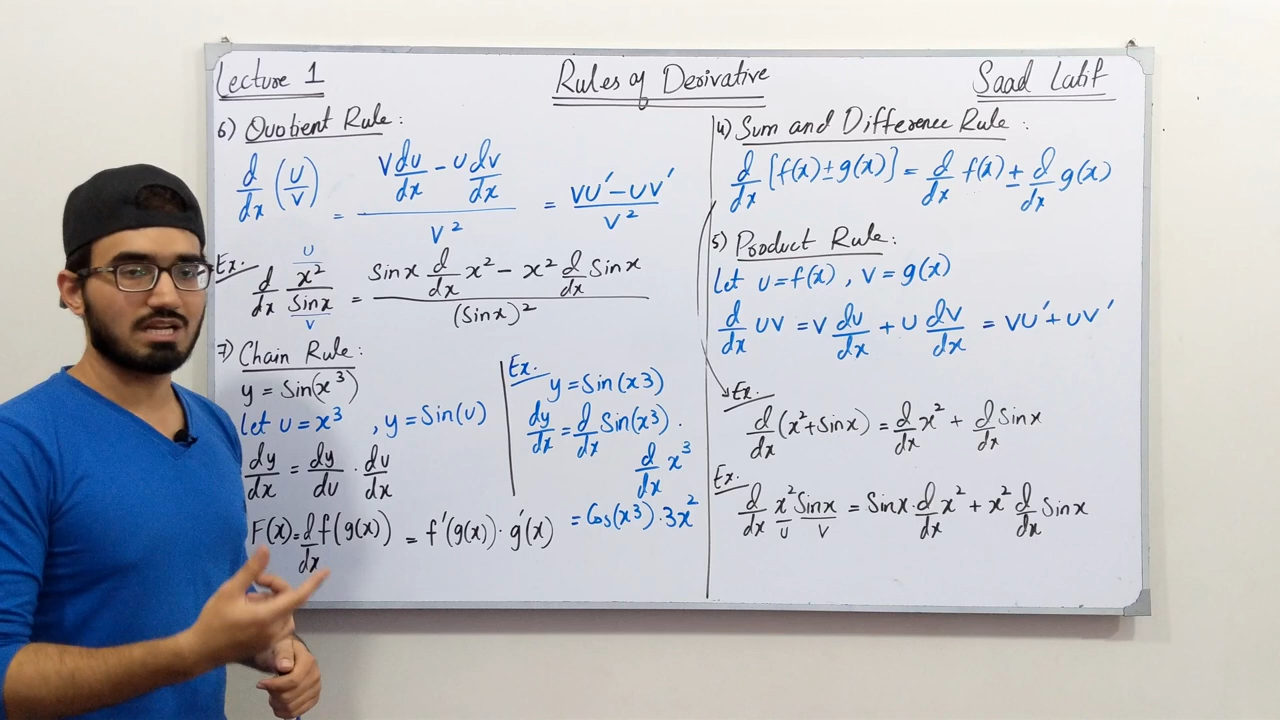 Lecture 1
Rules of Derivative
Saad Latif
6) Quotient Rule:
d/dx (U/V) = (V du/dx - U dv/dx)/V² = (VU' - UV')/V²
Ex.
U
d/dx x²/Sinx = (Sinx d/dx x² - x² d/dx Sinx)/(Sinx)²
V
7) Chain Rule:
y = Sin(x³)
Let U = x³ , y = Sin(U)
dy/dx = dy/du · du/dx
F(x) = d/dx f(g(x)) = f'(g(x)) · g'(x)
Ex.
y = Sin(x3)
dy/dx = d/dx Sin(x³) ·
d/dx x³
= Cos(x³) · 3x²
4) Sum and Difference Rule:
d/dx [f(x) ± g(x)] = d/dx f(x) ± d/dx g(x)
5) Product Rule:
Let U = f(x) , V = g(x)
d/dx UV = V du/dx + U dv/dx = VU' + UV'
Ex.
d/dx (x² + Sinx) = d/dx x² + d/dx Sinx
Ex.
d/dx x² Sinx = Sinx · d/dx x² + x² d/dx Sinx
U V